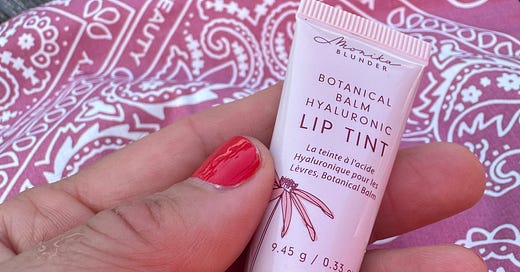 BEAUTY
Monika
BLUNDER
BOTANICAL
BALM
HYALURONIC
LIP TINT
La teinte à l'acide
Hyaluronique pour les
Lèvres, Botanical Balm
9.45 g / 0.33